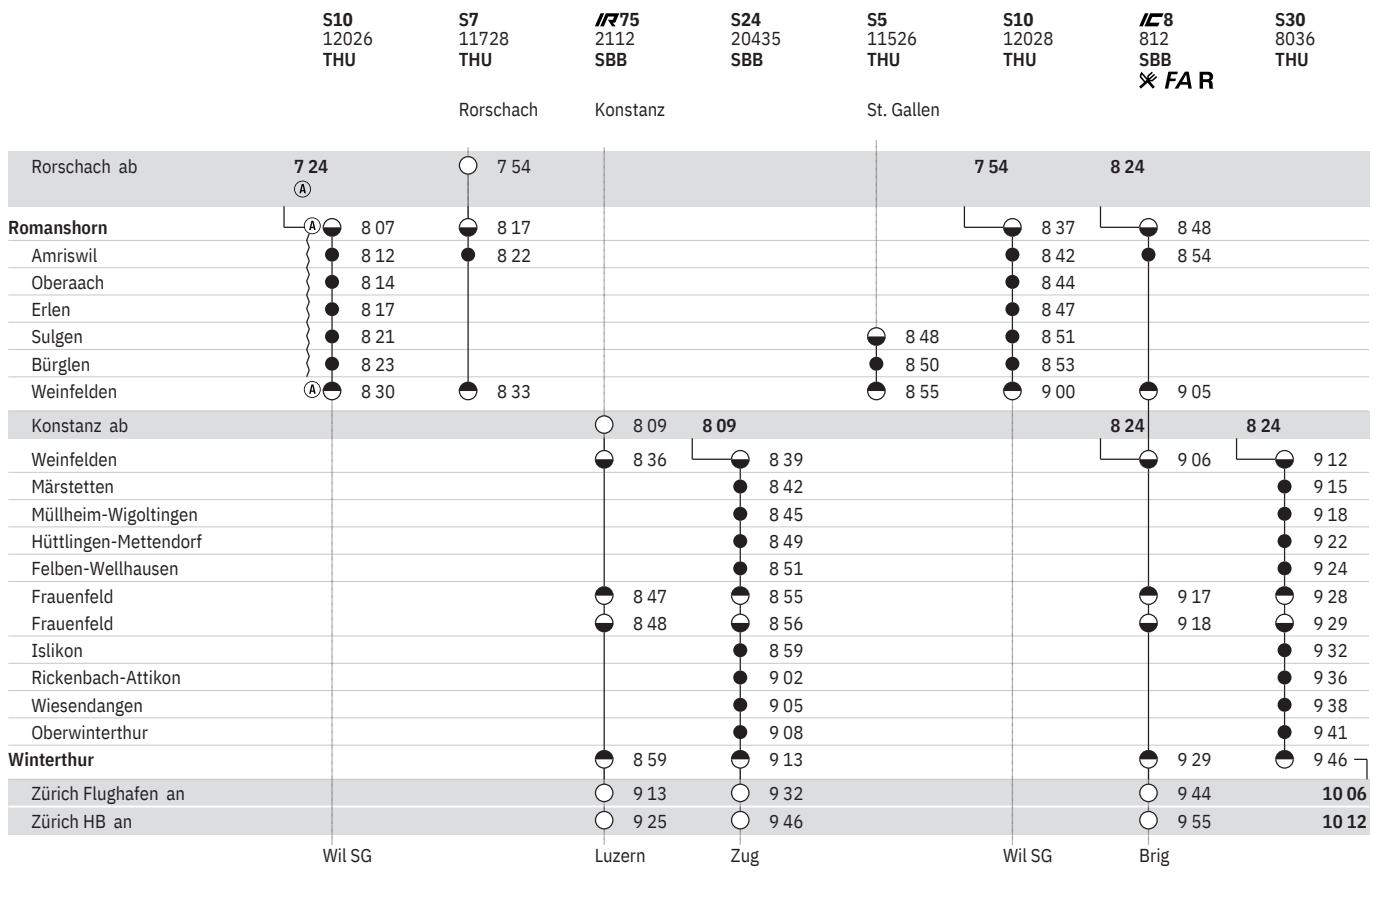 S10 S7 IR75 S24 S5 S10 IC8 S30
12026 11728 2112 20435 11526 12028 812 8036
THU THU SBB SBB THU THU SBB THU
FA R
Rorschach Konstanz St. Gallen
Rorschach ab 7 24 7 54 7 54 8 24
A
Romanshorn A 8 07 8 17 8 37 8 48
Amriswil 8 12 8 22 8 42 8 54
Oberaach 8 14 8 44
Erlen 8 17 8 47
Sulgen 8 21 8 48 8 51
Bürglen 8 23 8 50 8 53
Weinfelden A 8 30 8 33 8 55 9 00 9 05
Konstanz ab 8 09 8 09 8 24 8 24
Weinfelden 8 36 8 39 9 06 9 12
Märstetten 8 42 9 15
Müllheim-Wigoltingen 8 45 9 18
Hüttlingen-Mettendorf 8 49 9 22
Felben-Wellhausen 8 51 9 24
Frauenfeld 8 47 8 55 9 17 9 28
Frauenfeld 8 48 8 56 9 18 9 29
Islikon 8 59 9 32
Rickenbach-Attikon 9 02 9 36
Wiesendangen 9 05 9 38
Oberwinterthur 9 08 9 41
Winterthur 8 59 9 13 9 29 9 46
Zürich Flughafen an 9 13 9 32 9 44 10 06
Zürich HB an 9 25 9 46 9 55 10 12
Wil SG Luzern Zug Wil SG Brig